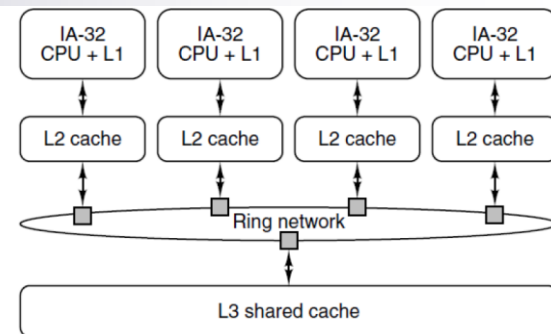 IA-32 IA-32 IA-32 IA-32
CPU + L1 CPU + L1 CPU + L1 CPU + L1
L2 cache L2 cache L2 cache L2 cache
Ring network
L3 shared cache